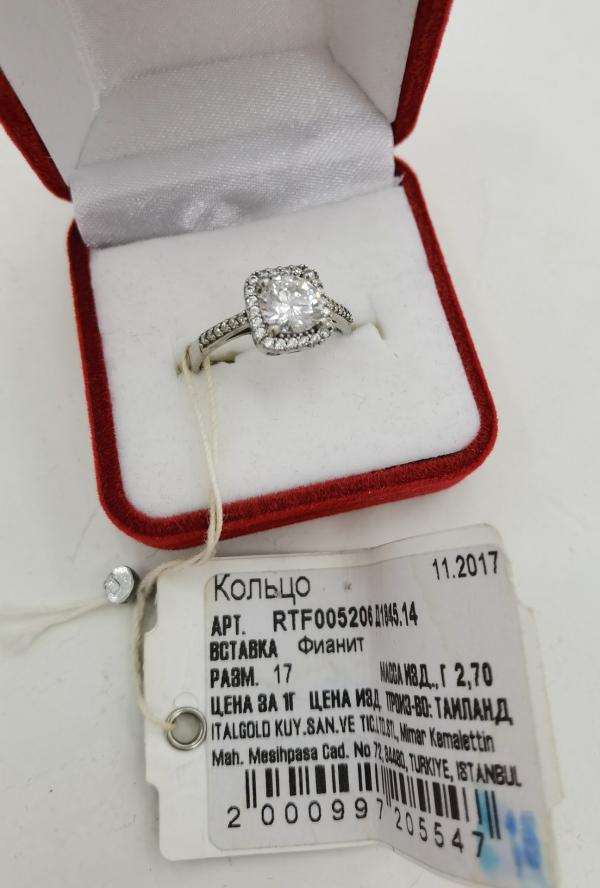 Кольцо 11.2017
АРТ. RTF005206 Д1845.14
ВСТАВКА Фианит
РАЗМ. 17 МАССА ИЗД., Г 2,70
ЦЕНА ЗА 1Г ЦЕНА ИЗД. ПРОИЗ-ВО: ТАИЛАНД
ITALGOLD KUY.SAN.VE TIC.LTD.STI., Mimar Kemalettin
Mah. Mesihpasa Cad. No 72, 34480, TURKIYE, ISTANBUL
2 000997 205547